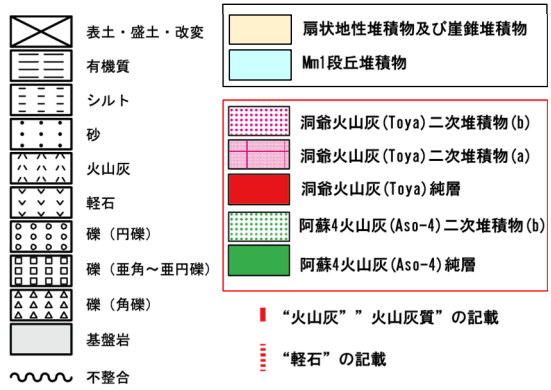 表土・盛土・改変
有機質
シルト
砂
火山灰
軽石
礫（円礫）
礫（亜角～亜円礫）
礫（角礫）
基盤岩
不整合
扇状地性堆積物及び崖錐堆積物
Mm1段丘堆積物
洞爺火山灰(Toya)二次堆積物(b)
洞爺火山灰(Toya)二次堆積物(a)
洞爺火山灰(Toya)純層
阿蘇4火山灰(Aso-4)二次堆積物(b)
阿蘇4火山灰(Aso-4)純層
“火山灰””火山灰質”の記載
“軽石”の記載